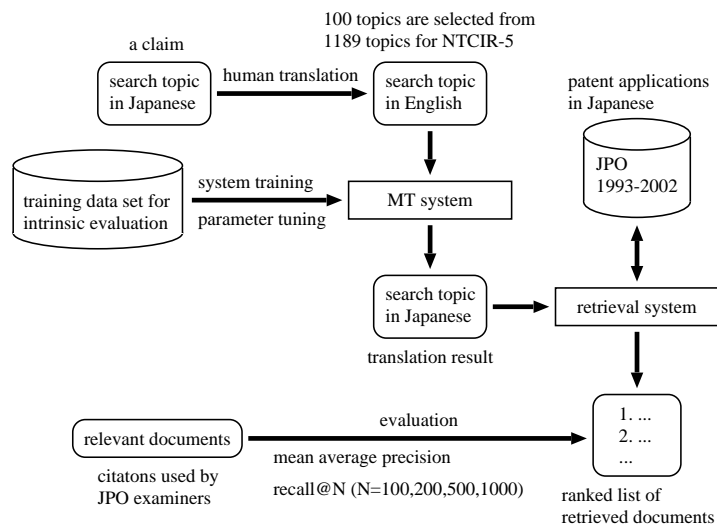 100 topics are selected from
1189 topics for NTCIR-5
a claim
search topic
in Japanese
human translation
search topic
in English
patent applications
in Japanese
JPO
1993-2002
training data set for
intrinsic evaluation
system training
parameter tuning
MT system
search topic
in Japanese
translation result
retrieval system
relevant documents
citatons used by
JPO examiners
evaluation
mean average precision
recall@N (N=100,200,500,1000)
1. ...
2. ...
...
ranked list of
retrieved documents